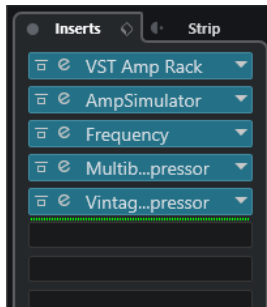 Inserts Strip
VST Amp Rack
AmpSimulator
Frequency
Multib...pressor
Vintag...pressor